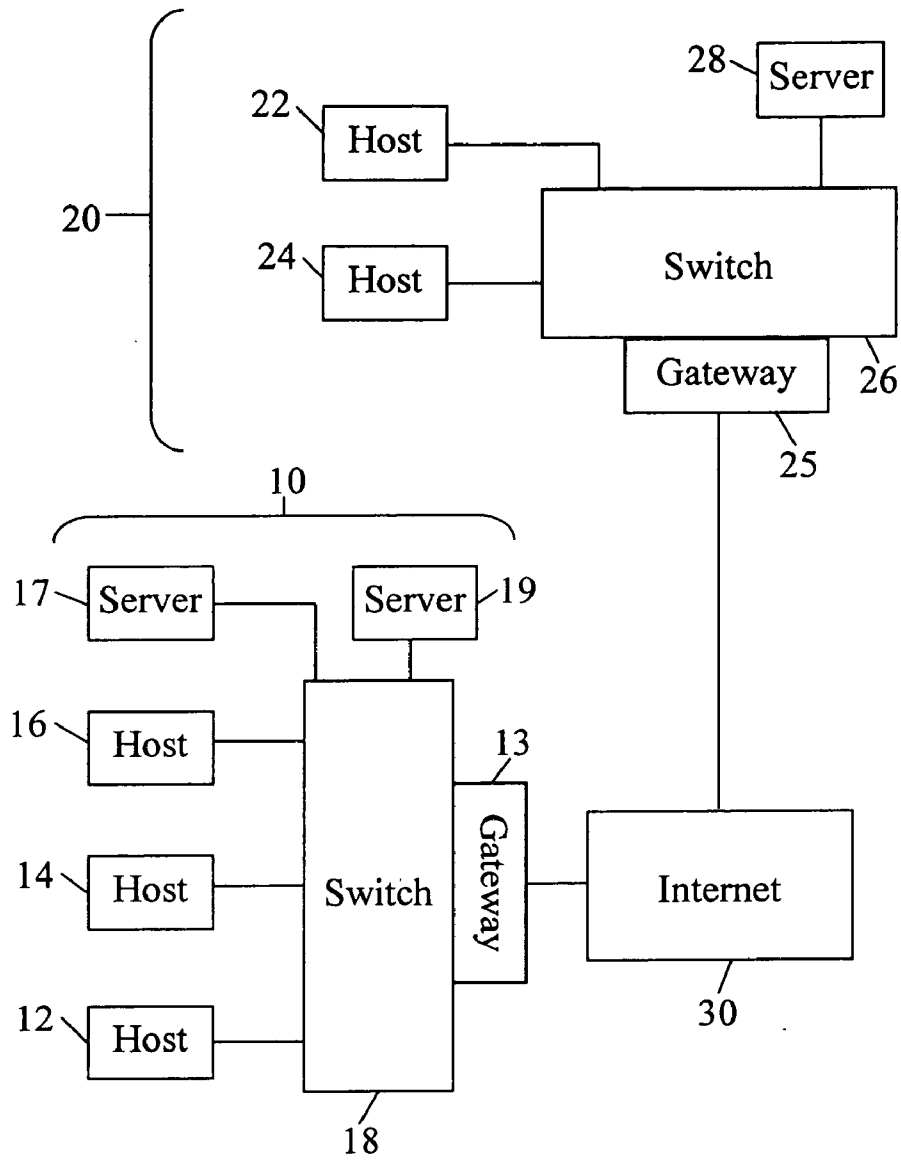 28
Server
22
Host
20
24
Host
Switch
Gateway
26
25
10
17
Server
Server
19
16
Host
13
Gateway
14
Host
Switch
Internet
12
Host
30
18